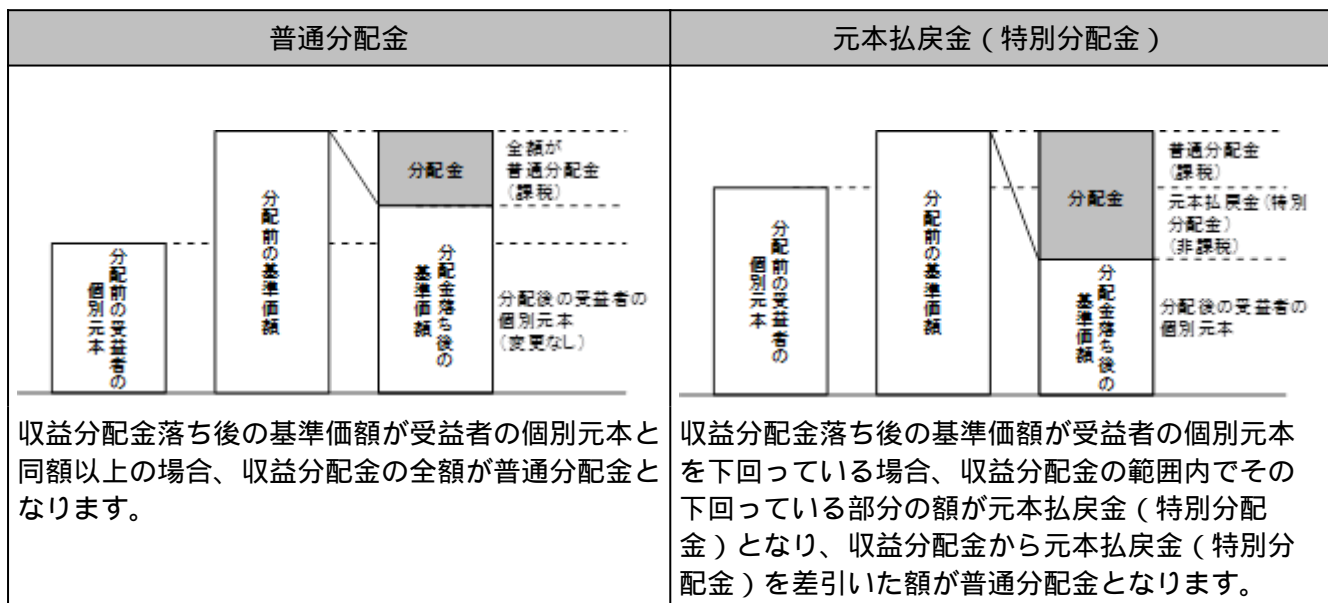 普通分配金
分配前の受益者の
個別元本
分配前の基準価額
分配金
分配金落ち後の
基準価額
全額が
普通分配金
(課税)
分配後の受益者の
個別元本
(変更なし)
収益分配金落ち後の基準価額が受益者の個別元本と
同額以上の場合、収益分配金の全額が普通分配金と
なります。
元本払戻金（特別分配金）
分配前の受益者の
個別元本
分配前の基準価額
分配金
分配金落ち後の
基準価額
普通分配金
(課税)
元本払戻金(特別
分配金)
(非課税)
分配後の受益者の
個別元本
収益分配金落ち後の基準価額が受益者の個別元本
を下回っている場合、収益分配金の範囲内でその
下回っている部分の額が元本払戻金（特別分配
金）となり、収益分配金から元本払戻金（特別分
配金）を差引いた額が普通分配金となります。